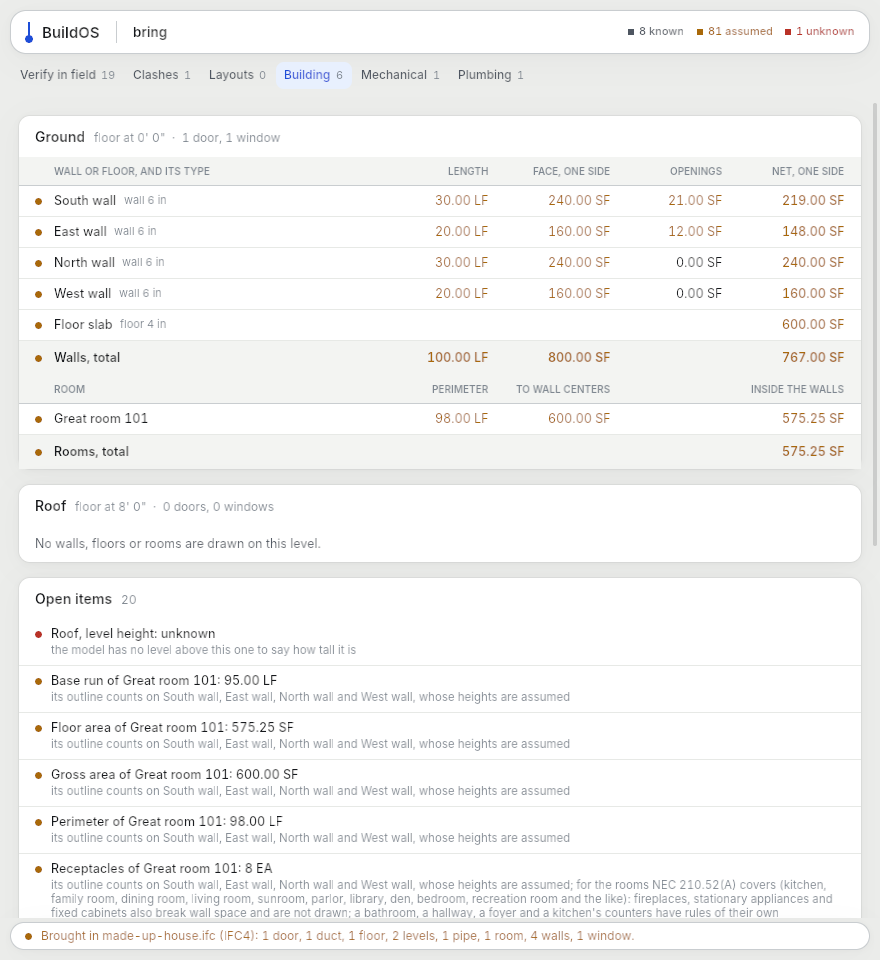 BuildOS bring 8 known 81 assumed 1 unknown
Verify in field 19 Clashes 1 Layouts 0 Building 6 Mechanical 1 Plumbing 1
Ground floor at 0' 0" · 1 door, 1 window
WALL OR FLOOR, AND ITS TYPE LENGTH FACE, ONE SIDE OPENINGS NET, ONE SIDE
South wall wall 6 in 30.00 LF 240.00 SF 21.00 SF 219.00 SF
East wall wall 6 in 20.00 LF 160.00 SF 12.00 SF 148.00 SF
North wall wall 6 in 30.00 LF 240.00 SF 0.00 SF 240.00 SF
West wall wall 6 in 20.00 LF 160.00 SF 0.00 SF 160.00 SF
Floor slab floor 4 in 600.00 SF
Walls, total 100.00 LF 800.00 SF 767.00 SF
ROOM PERIMETER TO WALL CENTERS INSIDE THE WALLS
Great room 101 98.00 LF 600.00 SF 575.25 SF
Rooms, total 575.25 SF
Roof floor at 8' 0" · 0 doors, 0 windows
No walls, floors or rooms are drawn on this level.
Open items 20
Roof, level height: unknown
the model has no level above this one to say how tall it is
Base run of Great room 101: 95.00 LF
its outline counts on South wall, East wall, North wall and West wall, whose heights are assumed
Floor area of Great room 101: 575.25 SF
its outline counts on South wall, East wall, North wall and West wall, whose heights are assumed
Gross area of Great room 101: 600.00 SF
its outline counts on South wall, East wall, North wall and West wall, whose heights are assumed
Perimeter of Great room 101: 98.00 LF
its outline counts on South wall, East wall, North wall and West wall, whose heights are assumed
Receptacles of Great room 101: 8 EA
its outline counts on South wall, East wall, North wall and West wall, whose heights are assumed; for the rooms NEC 210.52(A) covers (kitchen,
family room, dining room, living room, sunroom, parlor, library, den, bedroom, recreation room and the like): fireplaces, stationary appliances and
fixed cabinets also break wall space and are not drawn; a bathroom, a hallway, a foyer and a kitchen's counters have rules of their own
Brought in made-up-house.ifc (IFC4): 1 door, 1 duct, 1 floor, 2 levels, 1 pipe, 1 room, 4 walls, 1 window.